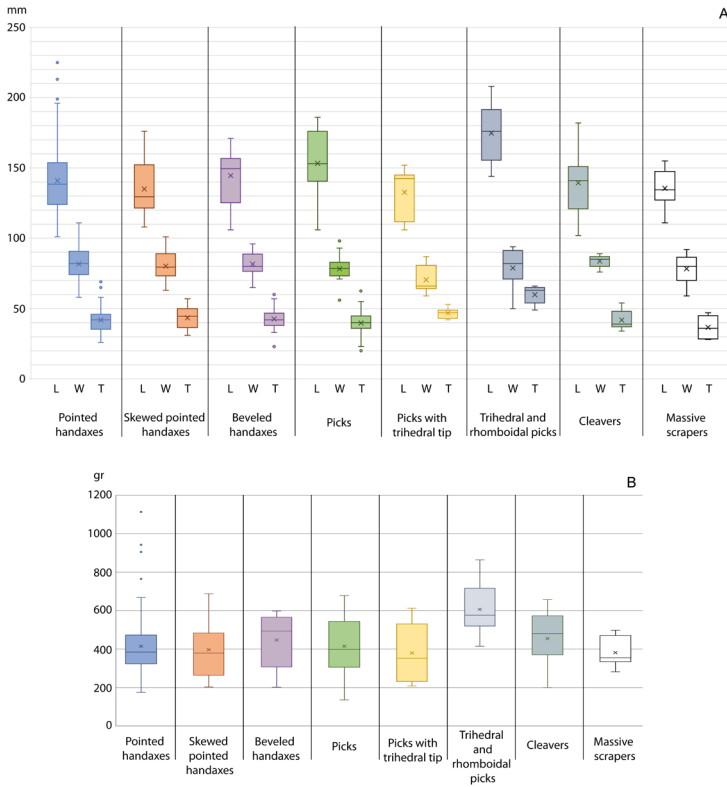 mm
A
250
200
150
100
50
0
L W T L W T L W T L W T L W T L W T L W T L W T
Pointed handaxes
Skewed pointed handaxes
Beveled handaxes
Picks
Picks with trihedral tip
Trihedral and rhomboidal picks
Cleavers
Massive scrapers
gr
B
1200
1000
800
600
400
200
0
Pointed handaxes
Skewed pointed handaxes
Beveled handaxes
Picks
Picks with trihedral tip
Trihedral and rhomboidal picks
Cleavers
Massive scrapers